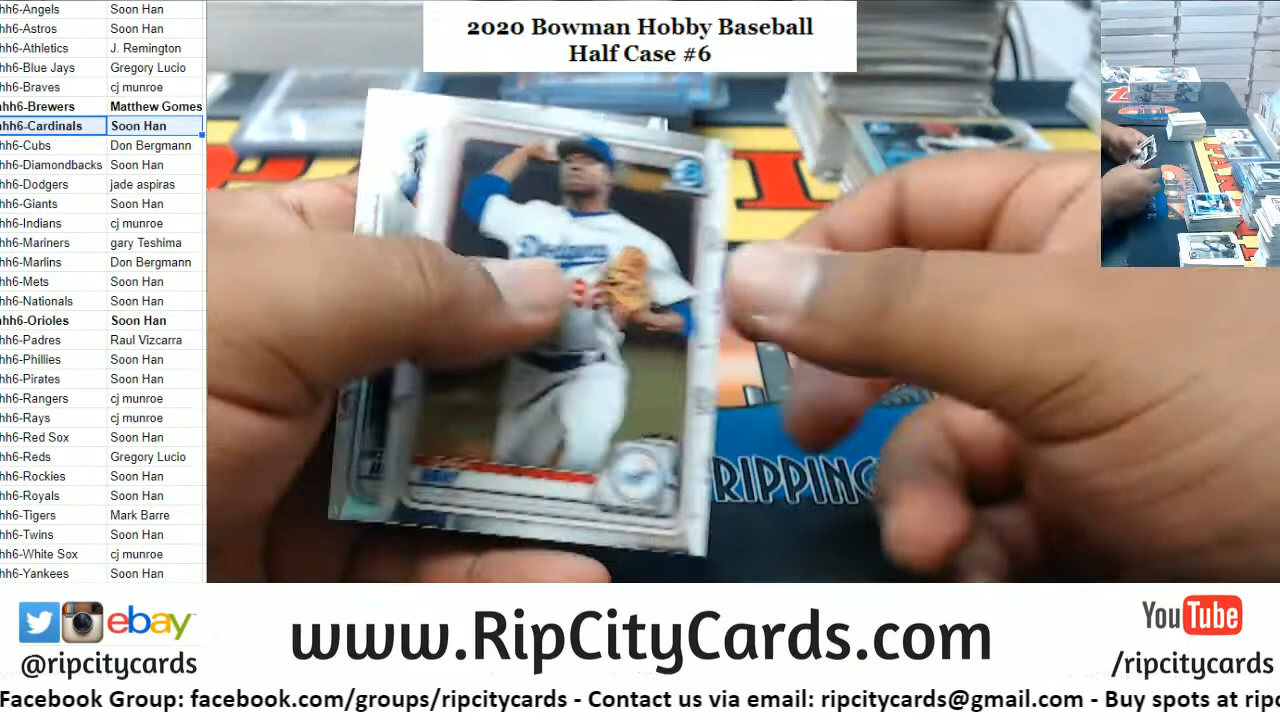 2020 Bowman Hobby Baseball
Half Case #6
hh6-Angels Soon Han
hh6-Astros Soon Han
hh6-Athletics J. Remington
hh6-Blue Jays Gregory Lucio
hh6-Braves cj munroe
hh6-Brewers Matthew Gomes
hh6-Cardinals Soon Han
hh6-Cubs Don Bergmann
hh6-Diamondbacks Soon Han
hh6-Dodgers jade aspiras
hh6-Giants Soon Han
hh6-Indians cj munroe
hh6-Mariners gary Teshima
hh6-Marlins Don Bergmann
hh6-Mets Soon Han
hh6-Nationals Soon Han
hh6-Orioles Soon Han
hh6-Padres Raul Vizcarra
hh6-Phillies Soon Han
hh6-Pirates Soon Han
hh6-Rangers cj munroe
hh6-Rays cj munroe
hh6-Red Sox Soon Han
hh6-Reds Gregory Lucio
hh6-Rockies Soon Han
hh6-Royals Soon Han
hh6-Tigers Mark Barre
hh6-Twins Soon Han
hh6-White Sox cj munroe
hh6-Yankees Soon Han
Dodgers
RIPPING
ebay
@ripcitycards
www.RipCityCards.com
YouTube
/ripcitycards
Facebook Group: facebook.com/groups/ripcitycards - Contact us via email: ripcitycards@gmail.com - Buy spots at ripc